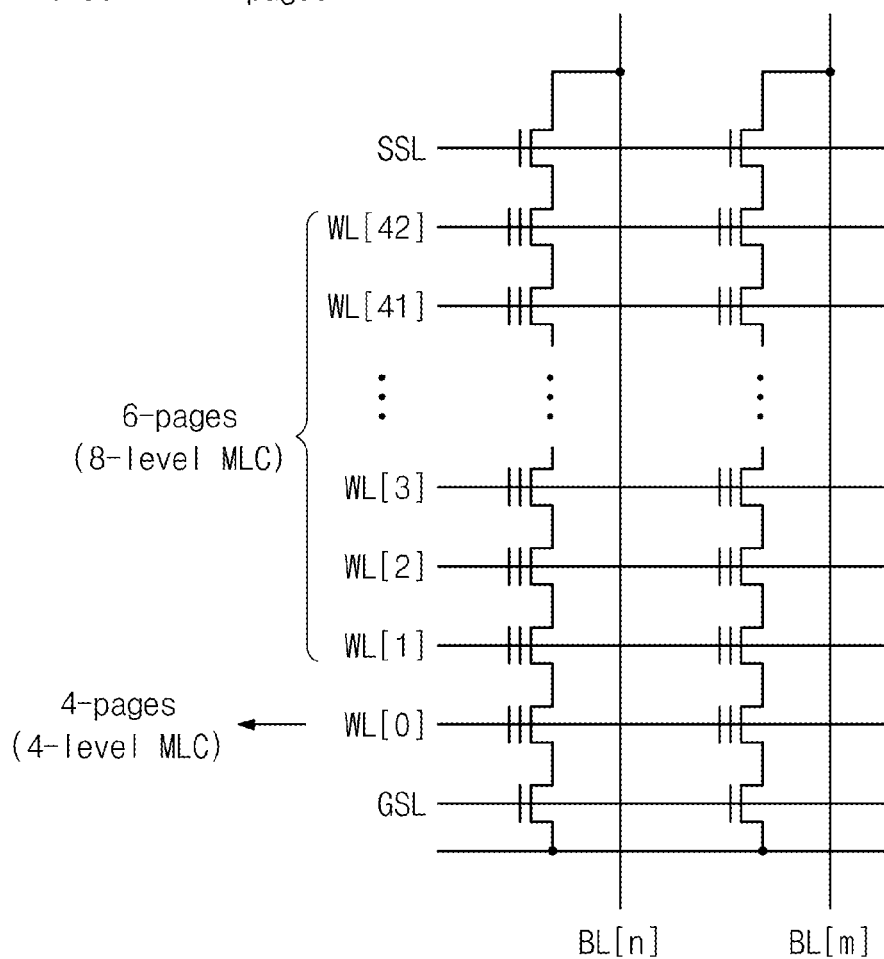 pages
SSL
WL[42]
WL[41]
6-pages
(8-level MLC)
WL[3]
WL[2]
WL[1]
4-pages
(4-level MLC)
WL[0]
GSL
BL[n] BL[m]